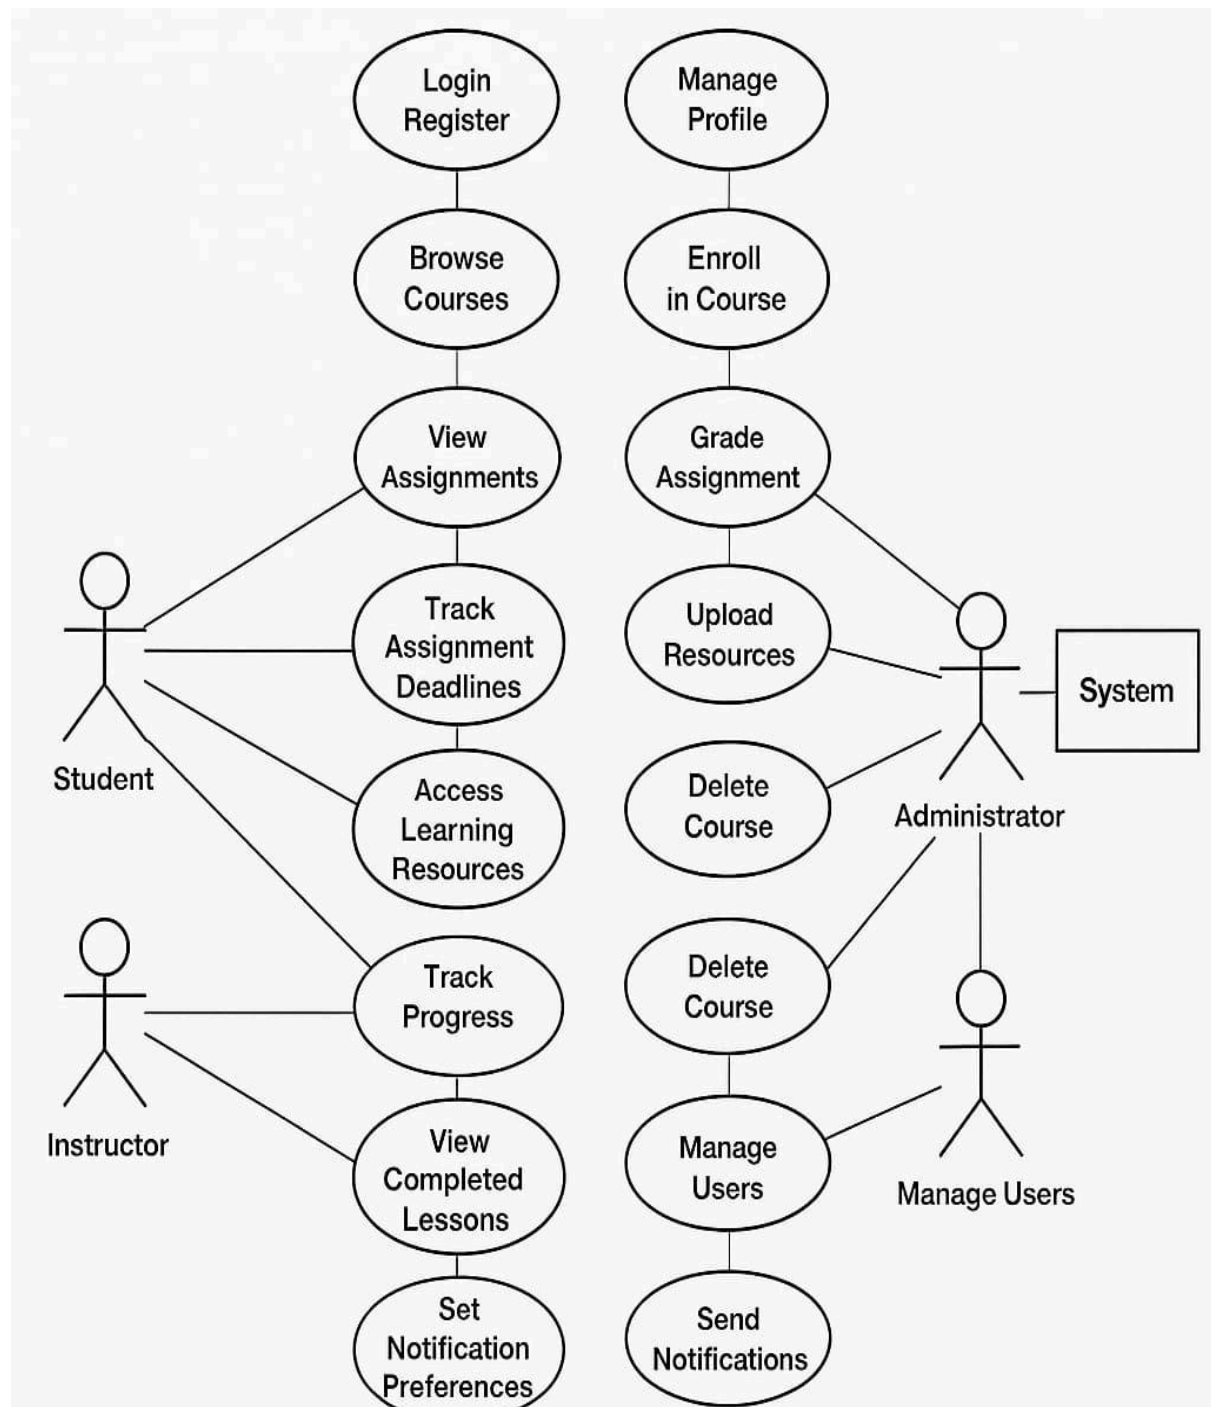 Login
Register
Manage
Profile
Browse
Courses
Enroll
in Course
View
Assignments
Grade
Assignment
Track
Assignment
Deadlines
Upload
Resources
System
Student
Access
Learning
Resources
Delete
Course
Administrator
Track
Progress
Delete
Course
Instructor
View
Completed
Lessons
Manage
Users
Manage Users
Set
Notification
Preferences
Send
Notifications